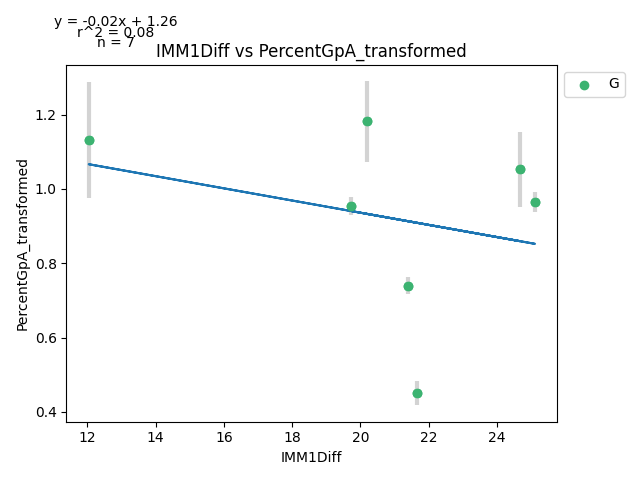 y = -0.02x + 1.26
r^2 = 0.08
n = 7
IMM1Diff vs PercentGpA_transformed
G
PercentGpA_transformed
1.2
1.0
0.8
0.6
0.4
12 14 16 18 20 22 24
IMM1Diff